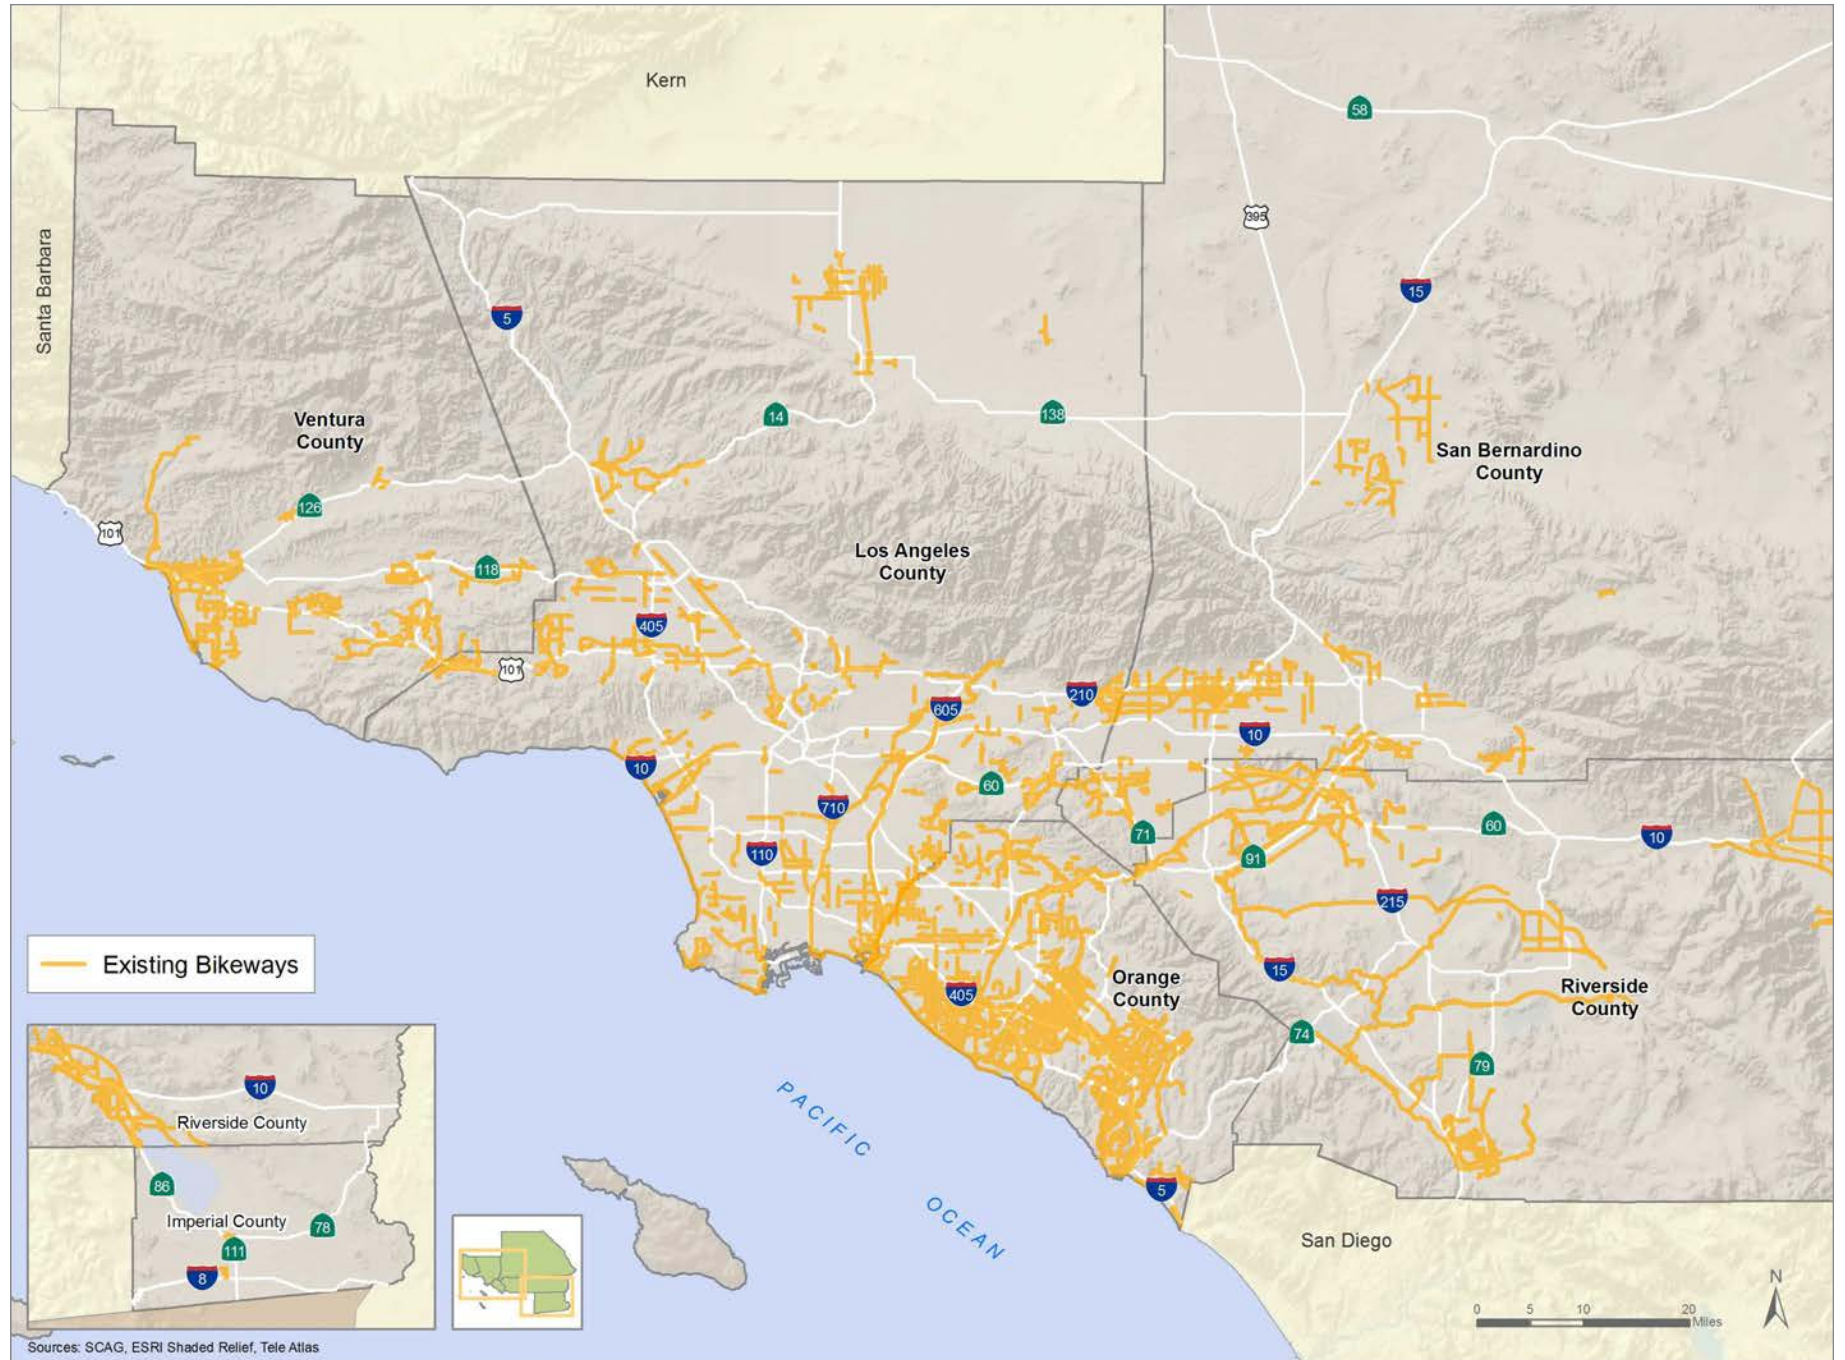 Kern
58
395
Santa Barbara
15
5
Ventura
County
14
138
San Bernardino
County
126
101
Los Angeles
County
118
405
101
210
605
10
10
60
710
60
10
71
110
91
215
Existing Bikeways
15
Orange
County
405
Riverside
County
74
79
10
Riverside County
PACIFIC
OCEAN
86
5
Imperial County
78
111
8
San Diego
N
0 5 10 20
Miles
Sources: SCAG, ESRI Shaded Relief, Tele Atlas